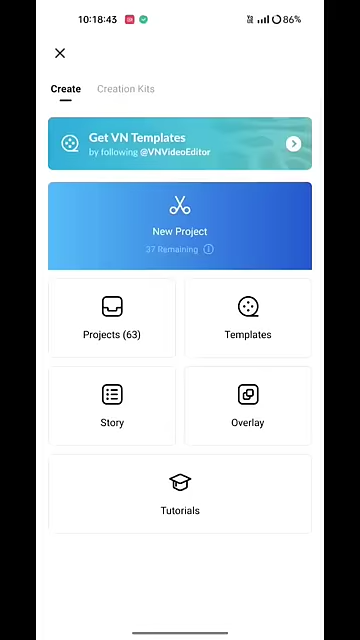 10:18:43
86%
Create
Creation Kits
Get VN Templates
by following @VNVideoEditor
New Project
37 Remaining
Projects (63)
Templates
Story
Overlay
Tutorials